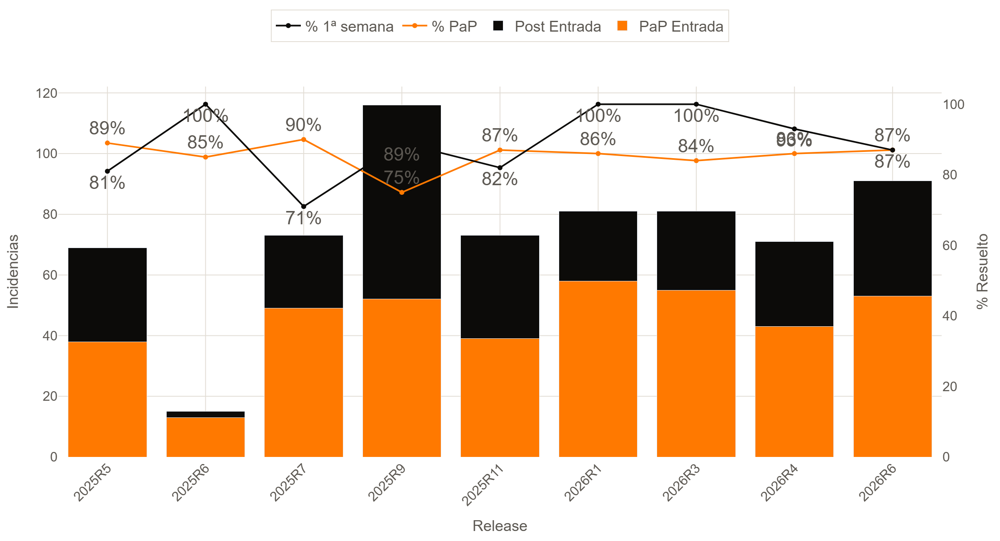 % 1ª semana % PaP Post Entrada PaP Entrada
120
100
80
60
40
20
0
Incidencias
89%
81%
100%
85%
90%
71%
89%
75%
87%
82%
100%
86%
100%
84%
86%
93%
87%
87%
100
80
60
40
20
0
% Resuelto
2025R5
2025R6
2025R7
2025R9
2025R11
2026R1
2026R3
2026R4
2026R6
Release